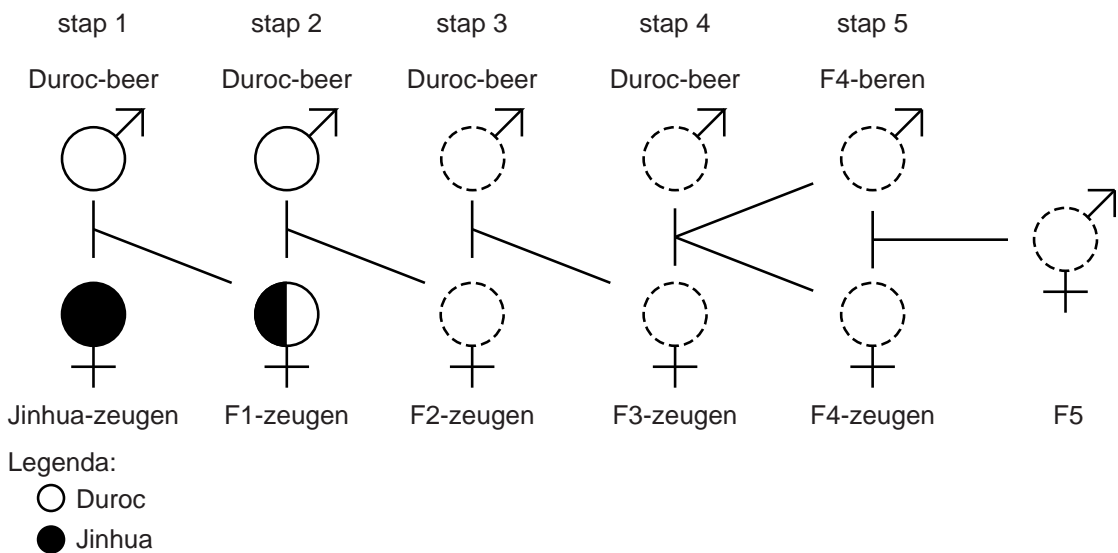 stap 1 stap 2 stap 3 stap 4 stap 5
Duroc-beer Duroc-beer Duroc-beer Duroc-beer F4-beren
Jinhua-zeugen F1-zeugen F2-zeugen F3-zeugen F4-zeugen F5
Legenda:
Duroc
Jinhua